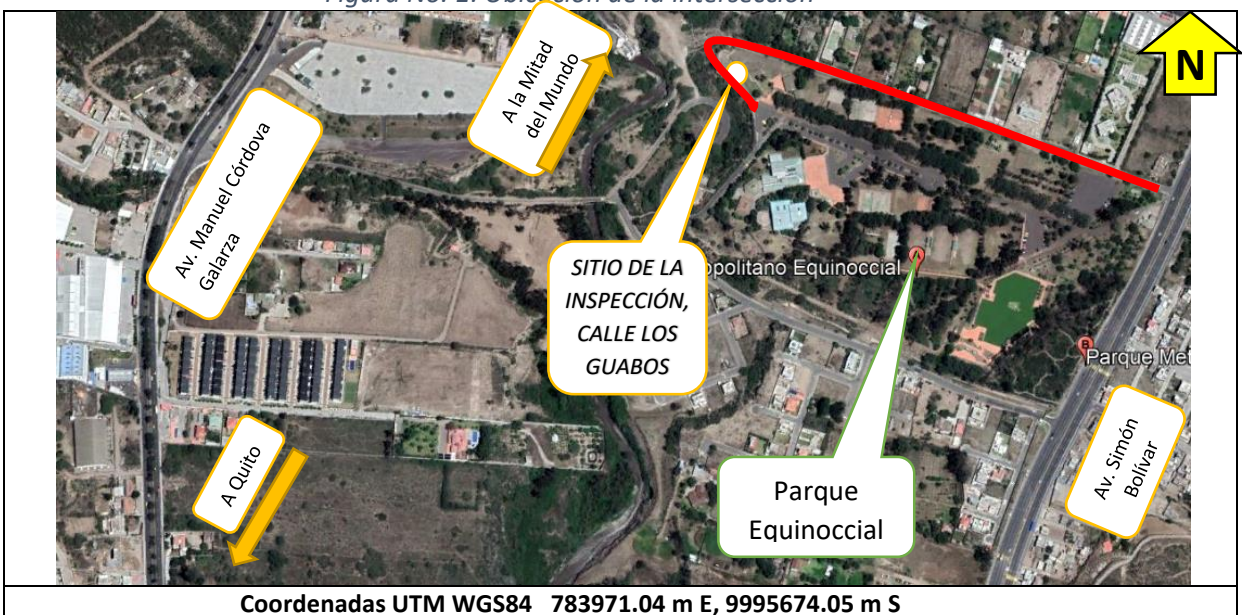 Figura No. 2. Ubicación de la intersección
N
A la Mitad
del Mundo
Av. Manuel Córdova
Galarza
SITIO DE LA
INSPECCIÓN,
CALLE LOS
GUABOS
opolitano Equinoccial
A
B
Parque Met
A Quito
Parque
Equinoccial
Av. Simón
Bolívar
Coordenadas UTM WGS84 783971.04 m E, 9995674.05 m S